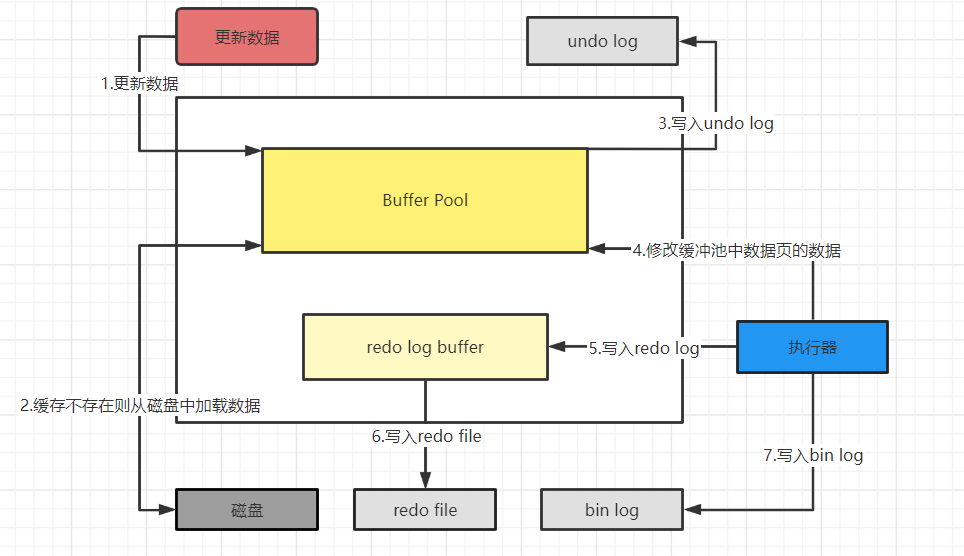 更新数据
undo log
1.更新数据
3.写入undo log
Buffer Pool
4.修改缓冲池中数据页的数据
redo log buffer
5.写入redo log
执行器
2.缓存不存在则从磁盘中加载数据
6.写入redo file
7.写入bin log
磁盘
redo file
bin log